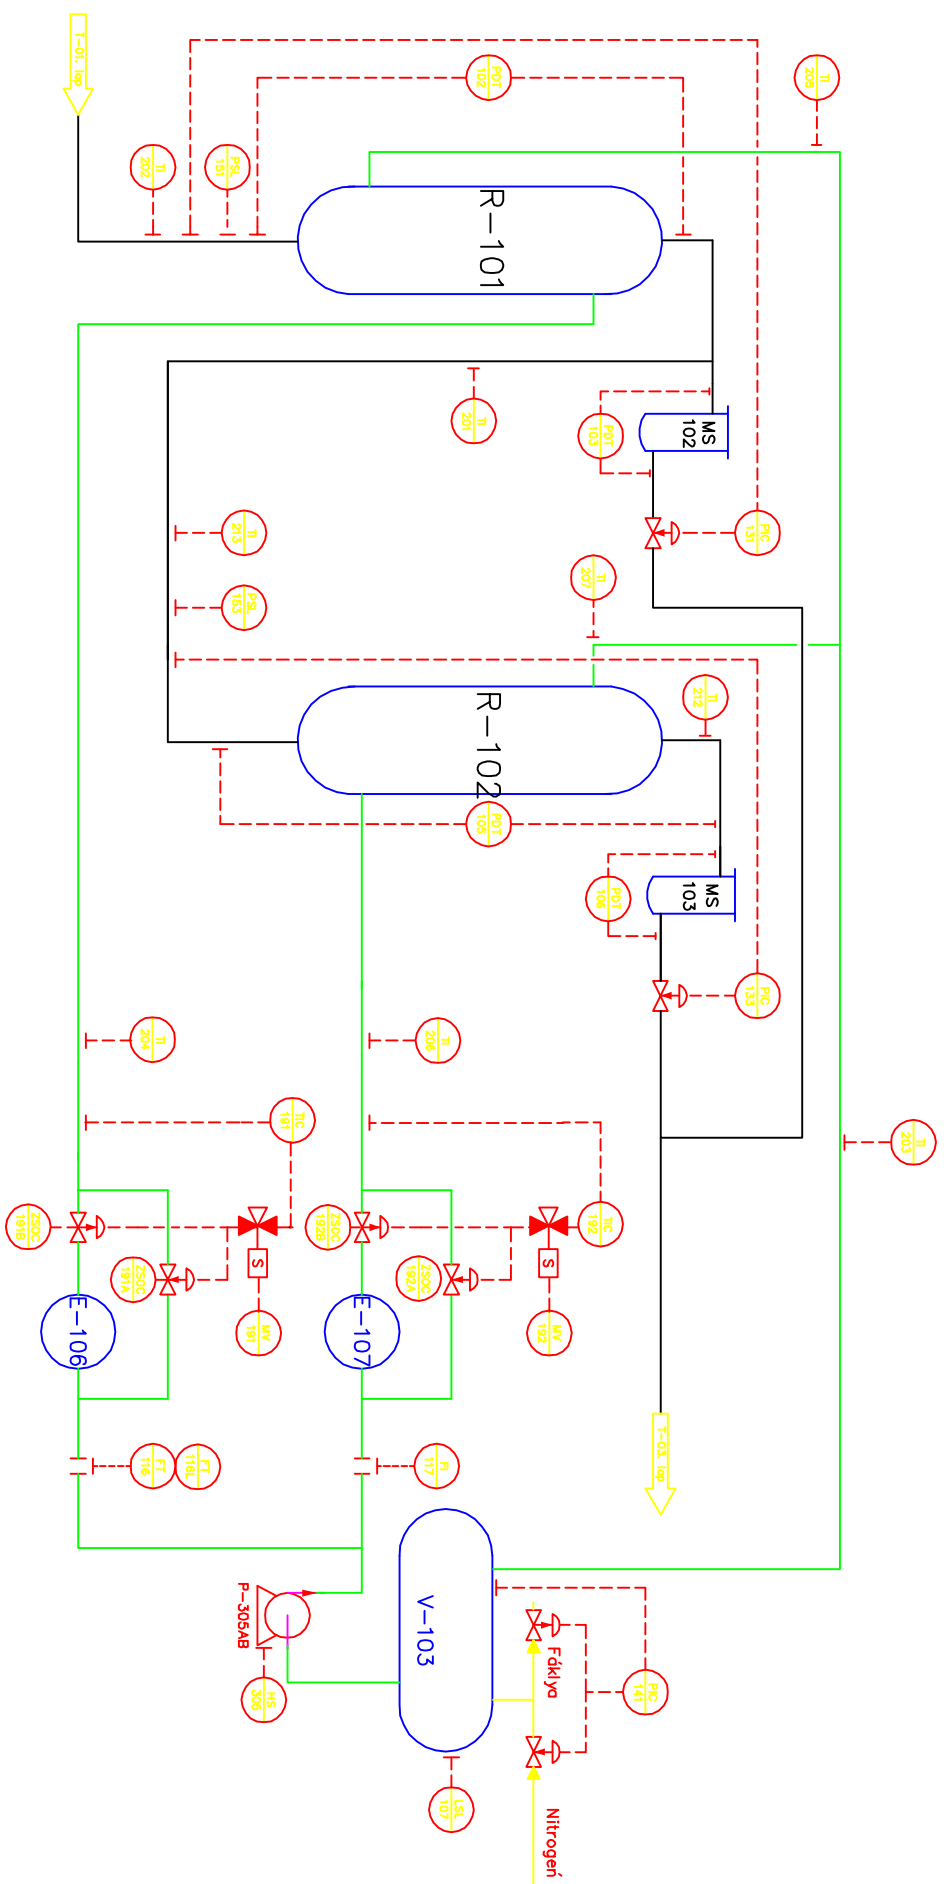 T-01. lap
PDT
102
TI
205
TI
202
PSL
151
R-101
TI
201
PDT
103
MS
102
PIC
131
TI
213
PSL
153
TI
207
R-102
TI
212
PDT
105
PDT
106
MS
103
PIC
133
TI
204
TI
206
TI
203
TIC
191
TIC
192
ZSOC
191B
ZSOC
191A
S
MV
191
ZSOC
192B
ZSOC
192A
S
MV
192
E-106
E-107
FT
116
FT
116L
FI
117
T-03. lap
V-103
P-305AB
HS
Fáklya
PIC
141
LSL
107
Nitrogén